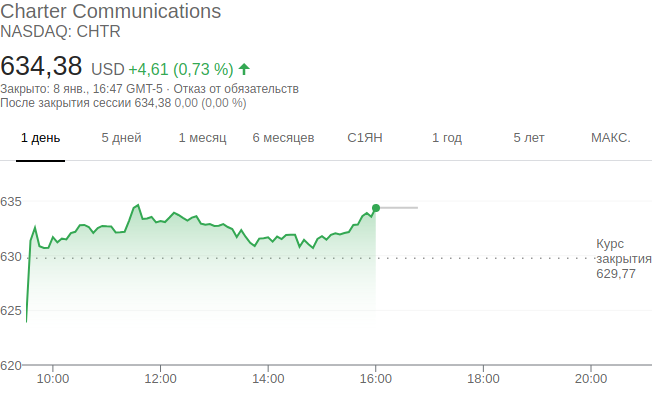 Charter Communications
NASDAQ: CHTR
634,38 USD +4,61 (0,73 %)
Закрыто: 8 янв., 16:47 GMT-5 · Отказ от обязательств
После закрытия сессии 634,38 0,00 (0,00 %)
1 день 5 дней 1 месяц 6 месяцев С1ЯН 1 год 5 лет МАКС.
635
630
625
620
Курс
закрытия
629,77
10:00 12:00 14:00 16:00 18:00 20:00